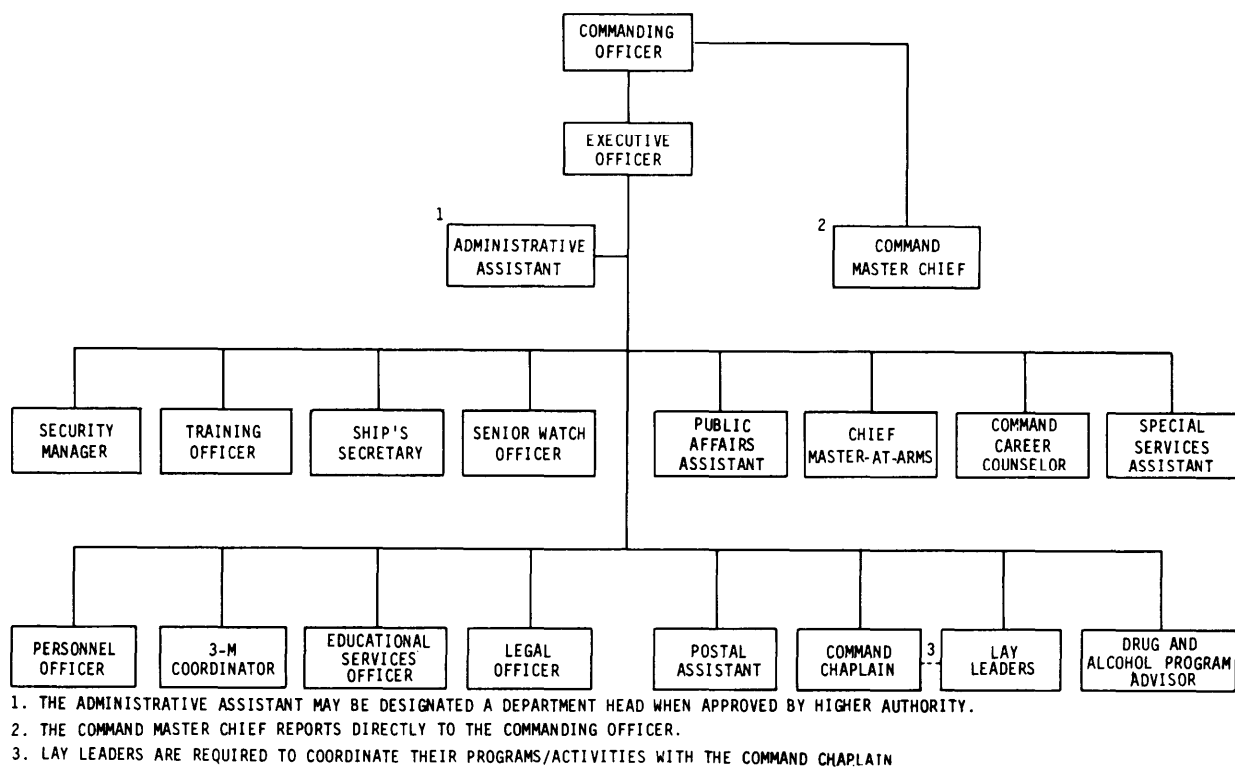 COMMANDING
OFFICER
EXECUTIVE
OFFICER
1
ADMINISTRATIVE
ASSISTANT
2
COMMAND
MASTER CHIEF
SECURITY
MANAGER
TRAINING
OFFICER
SHIP'S
SECRETARY
SENIOR WATCH
OFFICER
PUBLIC
AFFAIRS
ASSISTANT
CHIEF
MASTER-AT-ARMS
COMMAND
CAREER
COUNSELOR
SPECIAL
SERVICES
ASSISTANT
PERSONNEL
OFFICER
3-M
COORDINATOR
EDUCATIONAL
SERVICES
OFFICER
LEGAL
OFFICER
POSTAL
ASSISTANT
COMMAND
CHAPLAIN
3
LAY
LEADERS
DRUG AND
ALCOHOL PROGRAM
ADVISOR
1. THE ADMINISTRATIVE ASSISTANT MAY BE DESIGNATED A DEPARTMENT HEAD WHEN APPROVED BY HIGHER AUTHORITY.
2. THE COMMAND MASTER CHIEF REPORTS DIRECTLY TO THE COMMANDING OFFICER.
3. LAY LEADERS ARE REQUIRED TO COORDINATE THEIR PROGRAMS/ACTIVITIES WITH THE COMMAND CHAPLAIN